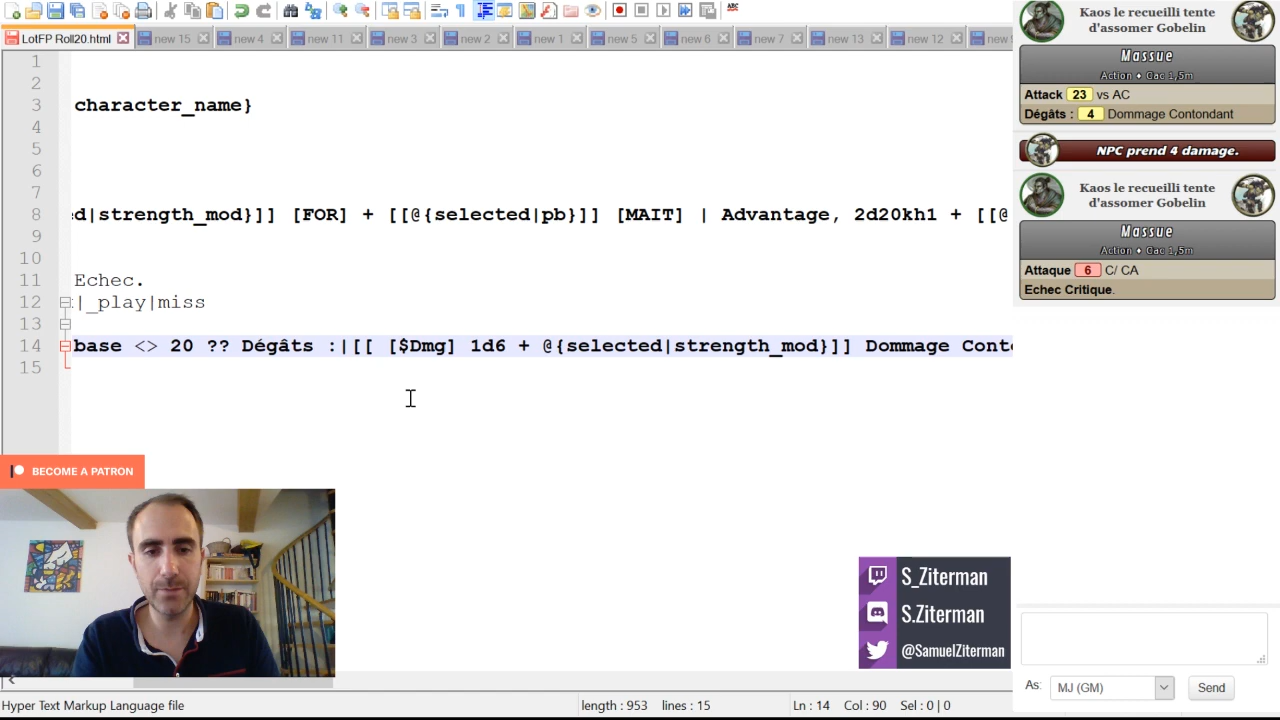 LotFP Roll20.html
new 15
new 4
new 11
new 3
new 2
new 1
new 5
new 6
new 7
new 13
new 12
1
2
3 character_name}
4
5
6
7
8 d|strength_mod}]] [FOR] + [[@{selected|pb}]] [MAIT] | Advantage, 2d20kh1 + [[@
9
10
11 Echec.
12 |_play|miss
13
14 base <> 20 ?? Dégâts :|[[ [$Dmg] 1d6 + @{selected|strength_mod}]] Dommage Cont
15
Kaos le recueilli tente
d'assomer Gobelin
Massue
Action ♦ Cac 1,5m
Attack 23 vs AC
Dégâts : 4 Dommage Contondant
NPC prend 4 damage.
Kaos le recueilli tente
d'assomer Gobelin
Massue
Action ♦ Cac 1,5m
Attaque 6 C/ CA
Echec Critique.
BECOME A PATRON
S_Ziterman
S.Ziterman
@SamuelZiterman
As: MJ (GM) Send
Hyper Text Markup Language file length : 953 lines : 15 Ln : 14 Col : 90 Sel : 0 | 0